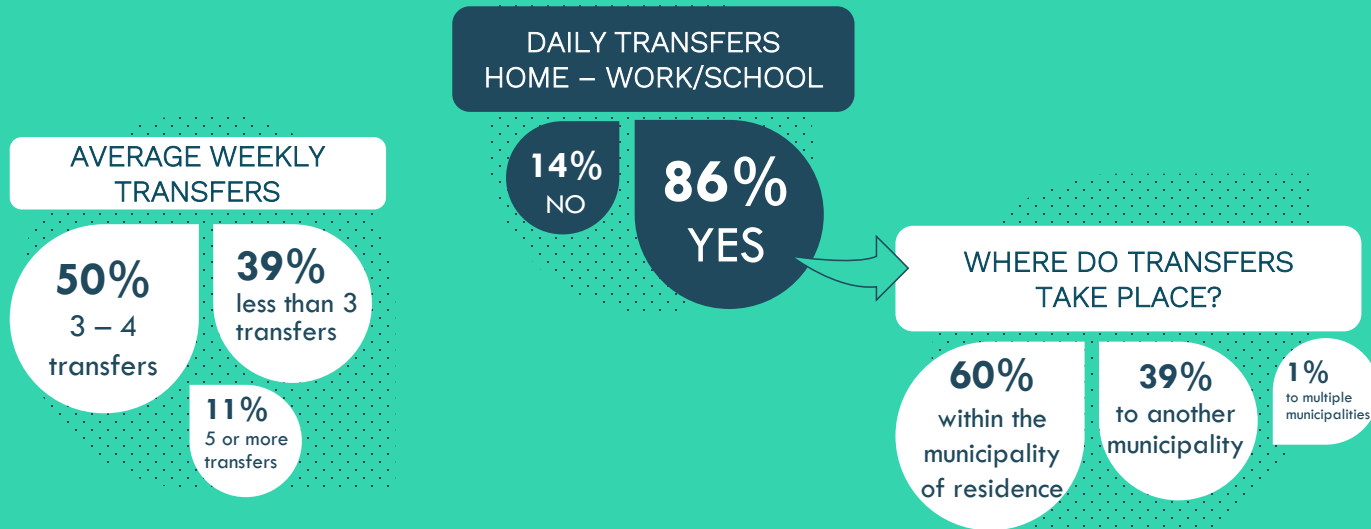 DAILY TRANSFERS
HOME – WORK/SCHOOL
14%
NO
86%
YES
AVERAGE WEEKLY
TRANSFERS
50%
3 – 4
transfers
39%
less than 3
transfers
11%
5 or more
transfers
WHERE DO TRANSFERS
TAKE PLACE?
60%
within the
municipality
of residence
39%
to another
municipality
1%
to multiple
municipalities